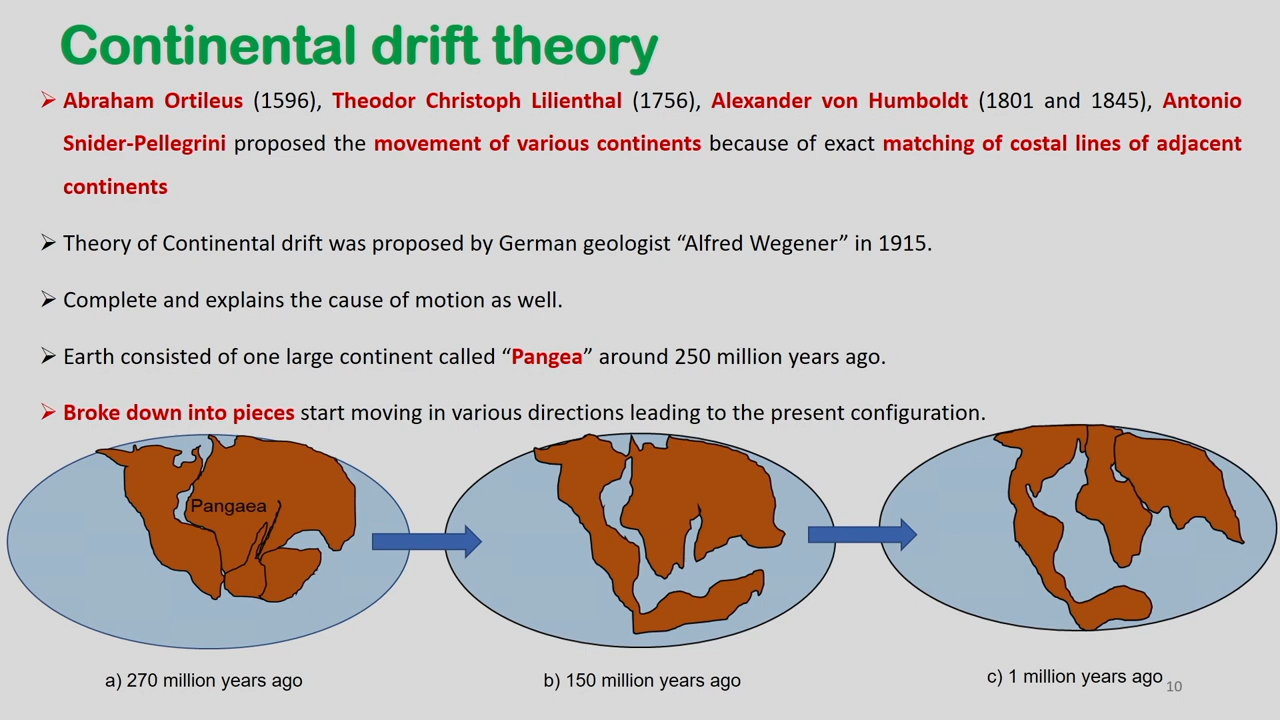 Continental drift theory
➢ Abraham Ortileus (1596), Theodor Christoph Lilienthal (1756), Alexander von Humboldt (1801 and 1845), Antonio
Snider-Pellegrini proposed the movement of various continents because of exact matching of costal lines of adjacent
continents
➢ Theory of Continental drift was proposed by German geologist “Alfred Wegener” in 1915.
➢ Complete and explains the cause of motion as well.
➢ Earth consisted of one large continent called “Pangea” around 250 million years ago.
➢ Broke down into pieces start moving in various directions leading to the present configuration.
Pangaea
a) 270 million years ago
b) 150 million years ago
c) 1 million years ago
10